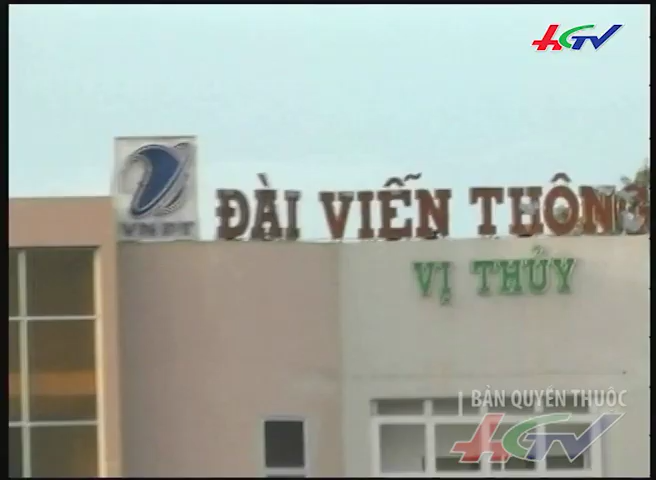 HGTV
VNPT
ĐÀI VIỄN THÔNG
VỊ THỦY
BẢN QUYỀN THUỘC
HGTV